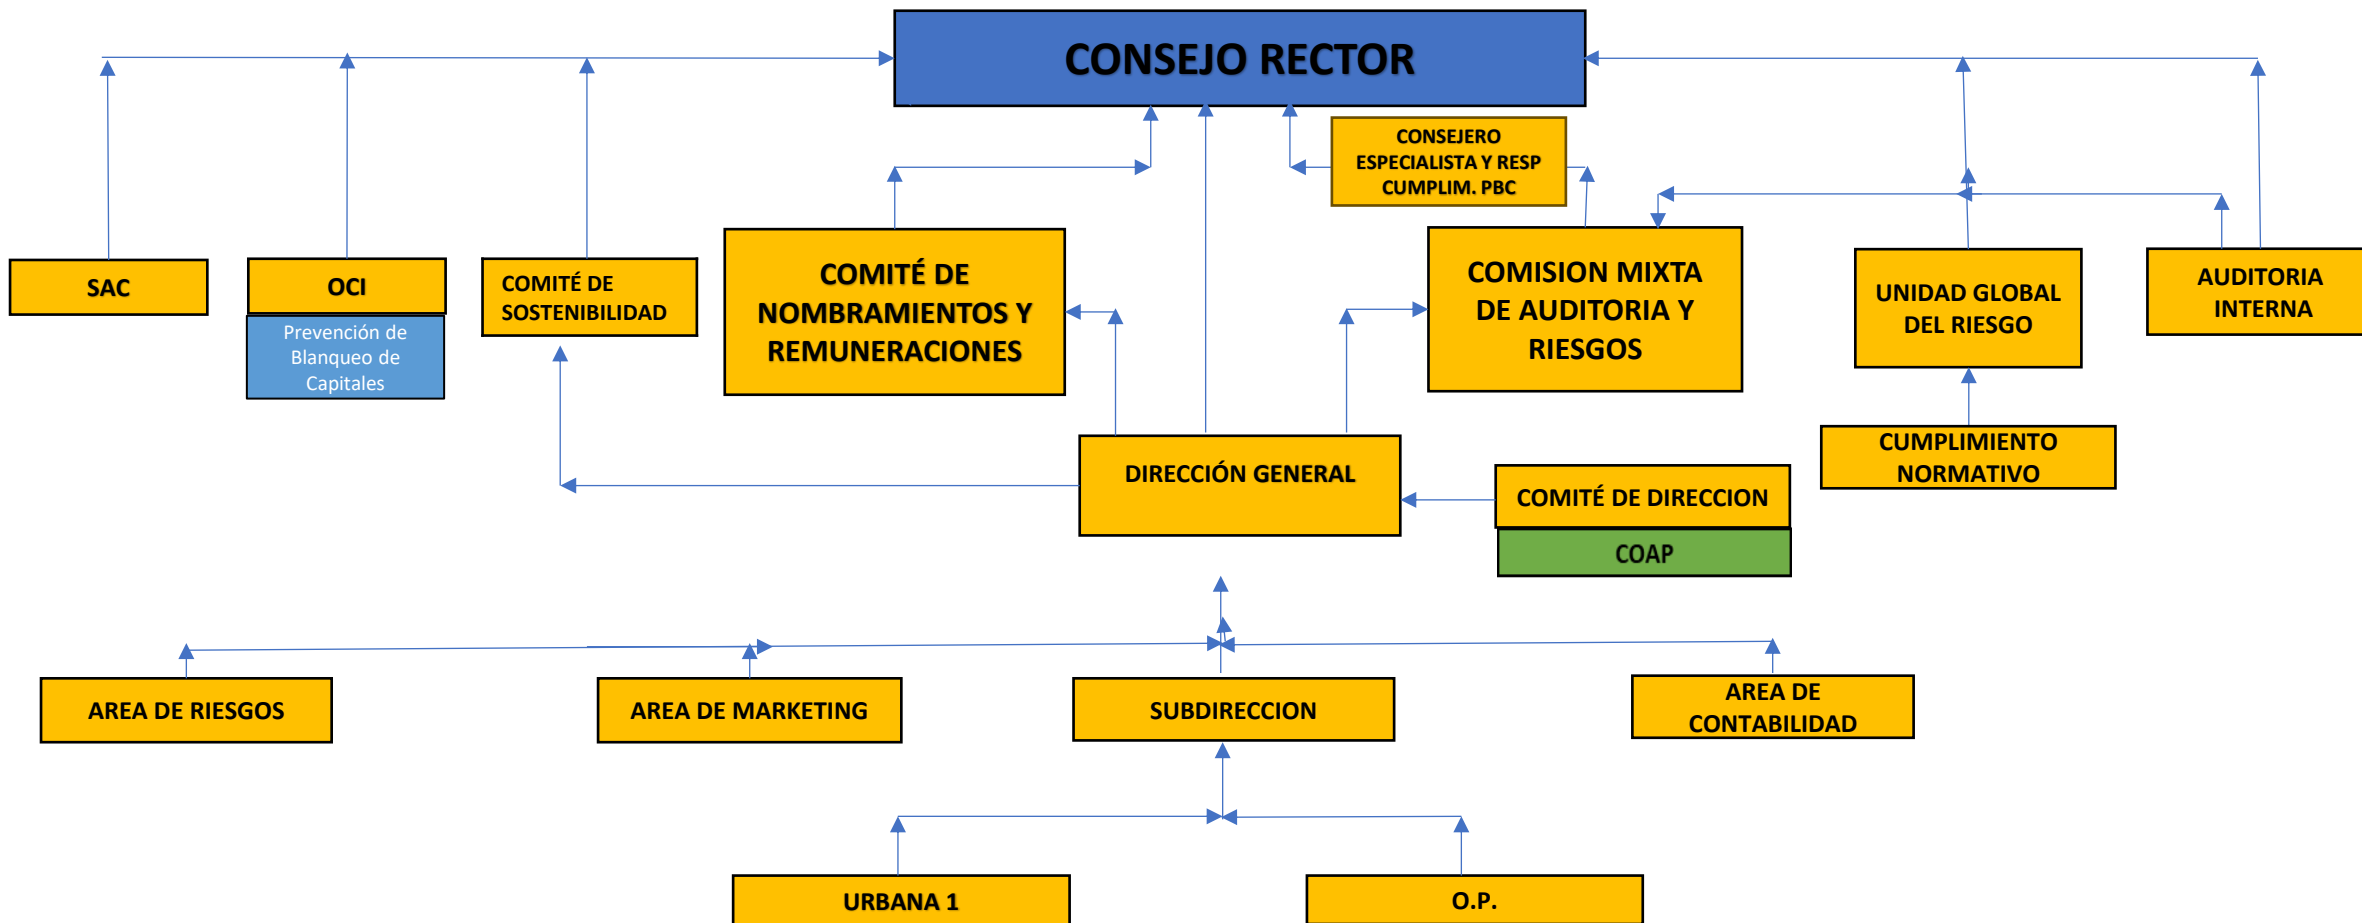 CONSEJO RECTOR
CONSEJERO
ESPECIALISTA Y RESP
CUMPLIM. PBC
SAC
OCI
Prevención de
Blanqueo de
Capitales
COMITÉ DE
SOSTENIBILIDAD
COMITÉ DE
NOMBRAMIENTOS Y
REMUNERACIONES
COMISION MIXTA
DE AUDITORIA Y
RIESGOS
UNIDAD GLOBAL
DEL RIESGO
AUDITORIA
INTERNA
CUMPLIMIENTO
NORMATIVO
DIRECCIÓN GENERAL
COMITÉ DE DIRECCION
COAP
AREA DE RIESGOS
AREA DE MARKETING
SUBDIRECCION
AREA DE
CONTABILIDAD
URBANA 1
O.P.